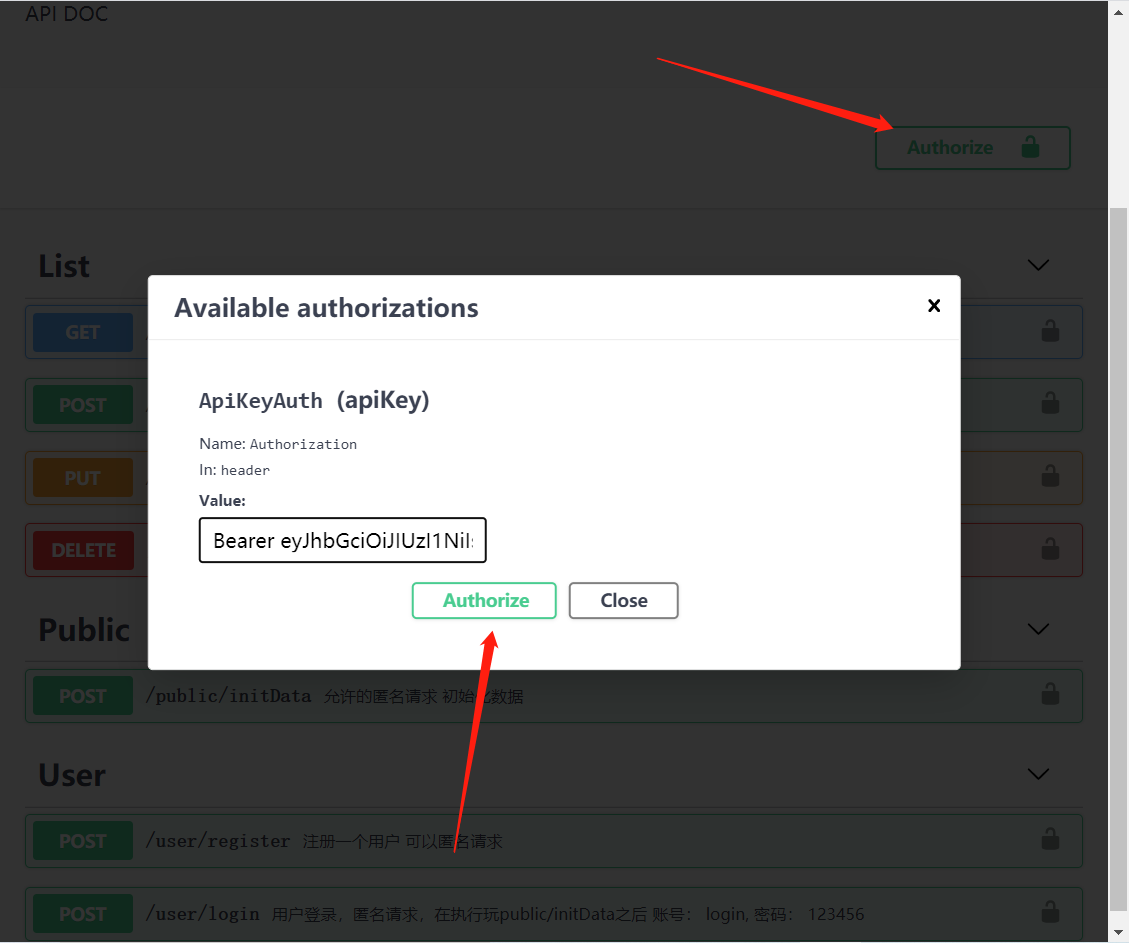 API DOC
Authorize
List
Available authorizations
GET
ApiKeyAuth (apiKey)
POST
Name: Authorization
In: header
PUT
Value:
Bearer eyJhbGciOiJIUzI1NiI
DELETE
Authorize Close
Public
POST /public/initData 允许的匿名请求 初始化数据
User
POST /user/register 注册一个用户 可以匿名请求
POST /user/login 用户登录，匿名请求，在执行玩public/initData之后 账号： login, 密码： 123456